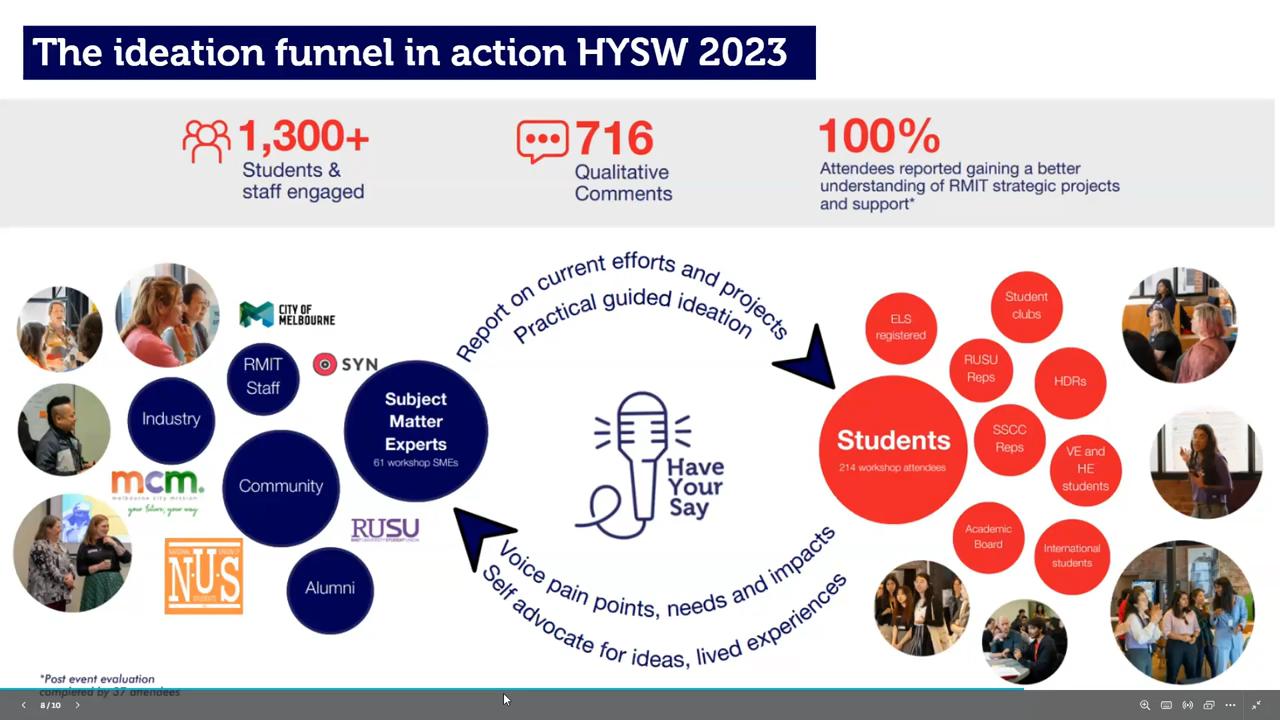 The ideation funnel in action HYSW 2023
1,300+
Students &
staff engaged
716
Qualitative
Comments
100%
Attendees reported gaining a better
understanding of RMIT strategic projects
and support*
Report on current efforts and projects
Practical guided ideation
CITY OF
MELBOURNE
RMIT
Staff
SYN
Industry
Subject
Matter
Experts
61 workshop SMEs
mcm.
melbourne city mission
your future, your way
Community
RUSU
RMIT UNIVERSITY STUDENT UNION
NATIONAL UNION OF
N·U·S
STUDENTS
Alumni
Have
Your
Say
ELS
registered
Student
clubs
RUSU
Reps
HDRs
Students
214 workshop attendees
SSCC
Reps
VE and
HE
students
Academic
Board
International
students
Voice pain points, needs and impacts
Self advocate for ideas, lived experiences
*Post event evaluation
completed by 37 attendees
8/10